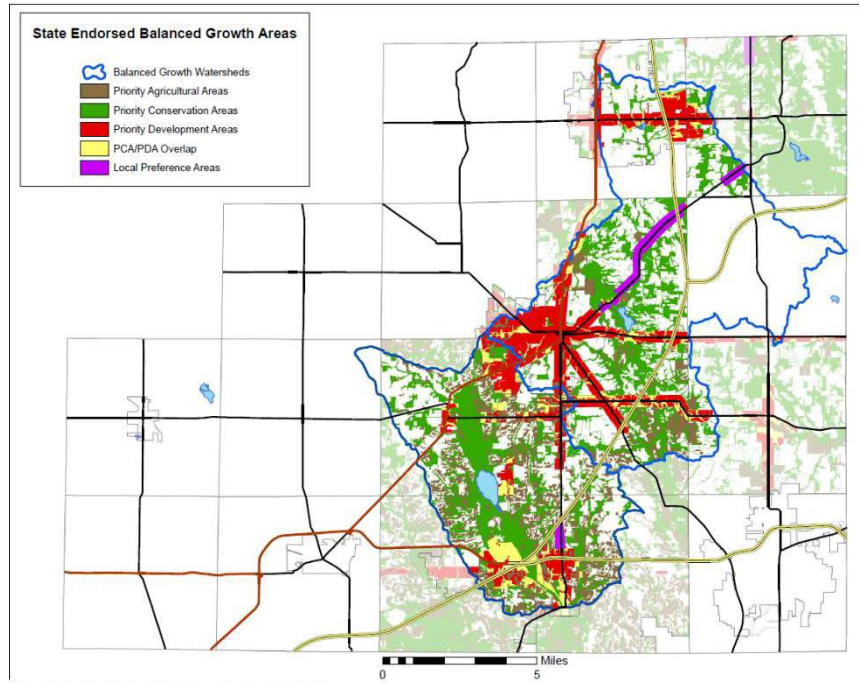 State Endorsed Balanced Growth Areas
Balanced Growth Watersheds
Priority Agricultural Areas
Priority Conservation Areas
Priority Development Areas
PCA/PDA Overlap
Local Preference Areas
Miles
0 5